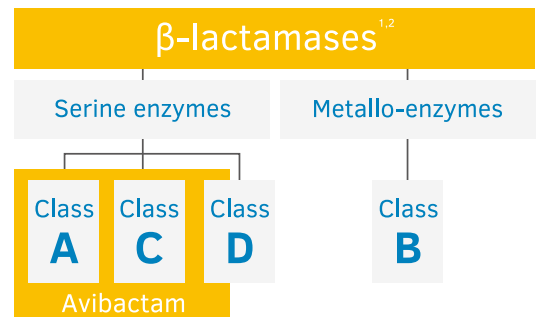 β-lactamases1,2
Serine enzymes
Metallo-enzymes
Class
A
Class
C
Class
D
Class
B
Avibactam